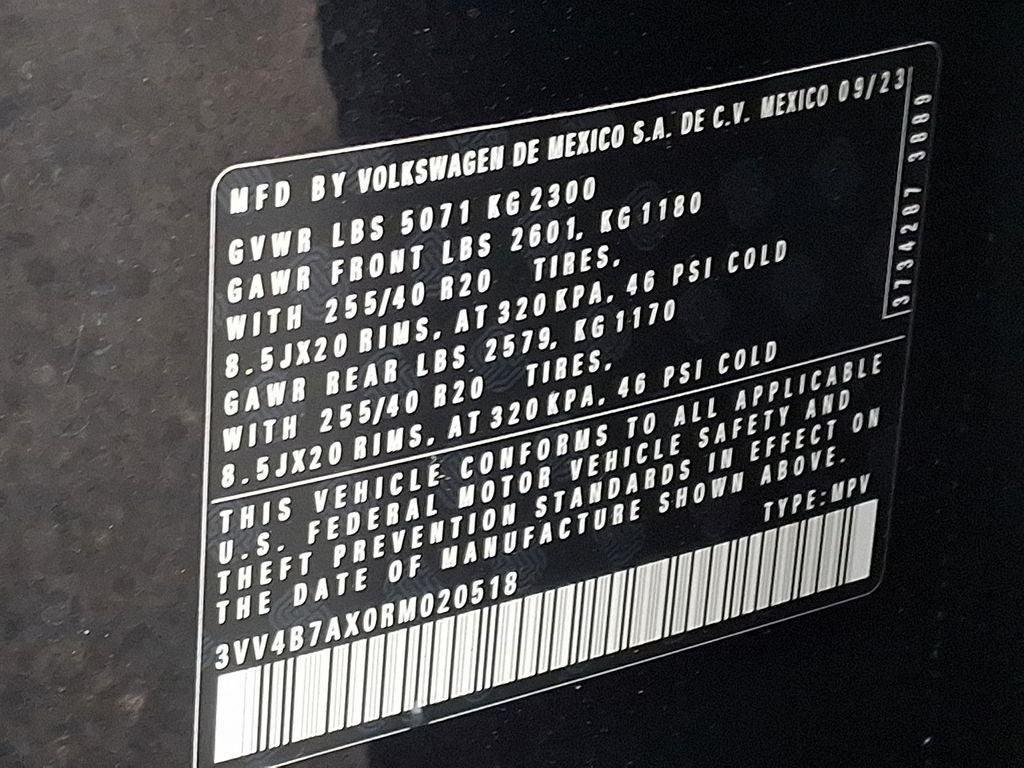 MFD BY VOLKSWAGEN DE MEXICO S.A. DE C.V. MEXICO 09/23
GVWR LBS 5071 KG 2300
GAWR FRONT LBS 2601, KG 1180
WITH 255/40 R20 TIRES,
8.5JX20 RIMS, AT 320 KPA, 46 PSI COLD
GAWR REAR LBS 2579, KG 1170
WITH 255/40 R20 TIRES,
8.5JX20 RIMS, AT 320 KPA, 46 PSI COLD
3734287 3889
THIS VEHICLE CONFORMS TO ALL APPLICABLE
U.S. FEDERAL MOTOR VEHICLE SAFETY AND
THEFT PREVENTION STANDARDS IN EFFECT ON
THE DATE OF MANUFACTURE SHOWN ABOVE.
3VV4B7AX0RM020518 TYPE:MPV